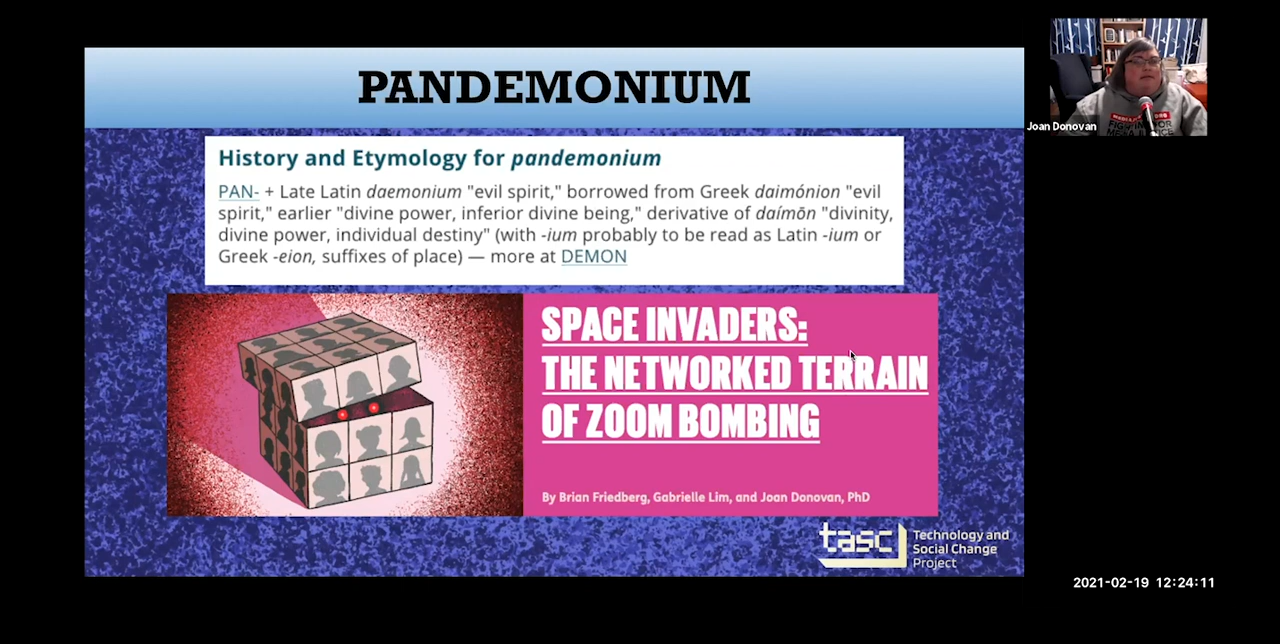 PANDEMONIUM
History and Etymology for pandemonium
PAN- + Late Latin daemonium "evil spirit," borrowed from Greek daimónion "evil
spirit," earlier "divine power, inferior divine being," derivative of daímōn "divinity,
divine power, individual destiny" (with -ium probably to be read as Latin -ium or
Greek -eion, suffixes of place) — more at DEMON
SPACE INVADERS:
THE NETWORKED TERRAIN
OF ZOOM BOMBING
By Brian Friedberg, Gabrielle Lim, and Joan Donovan, PhD
tasc
Technology and
Social Change
Project
Joan Donovan
2021-02-19 12:24:11